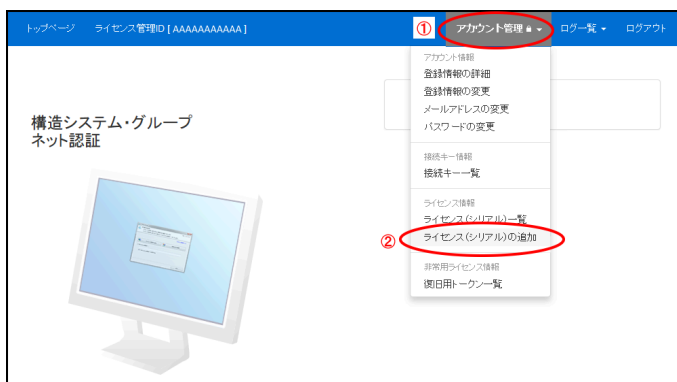 トップページ ライセンス管理ID [ AAAAAAAAAAA ] ① アカウント管理 ログ一覧 ログアウト
アカウント情報
登録情報の詳細
登録情報の変更
メールアドレスの変更
パスワードの変更
構造システム・グループ
ネット認証
接続キー情報
接続キー一覧
ライセンス情報
ライセンス(シリアル)一覧
② ライセンス(シリアル)の追加
非常用ライセンス情報
復旧用トークン一覧